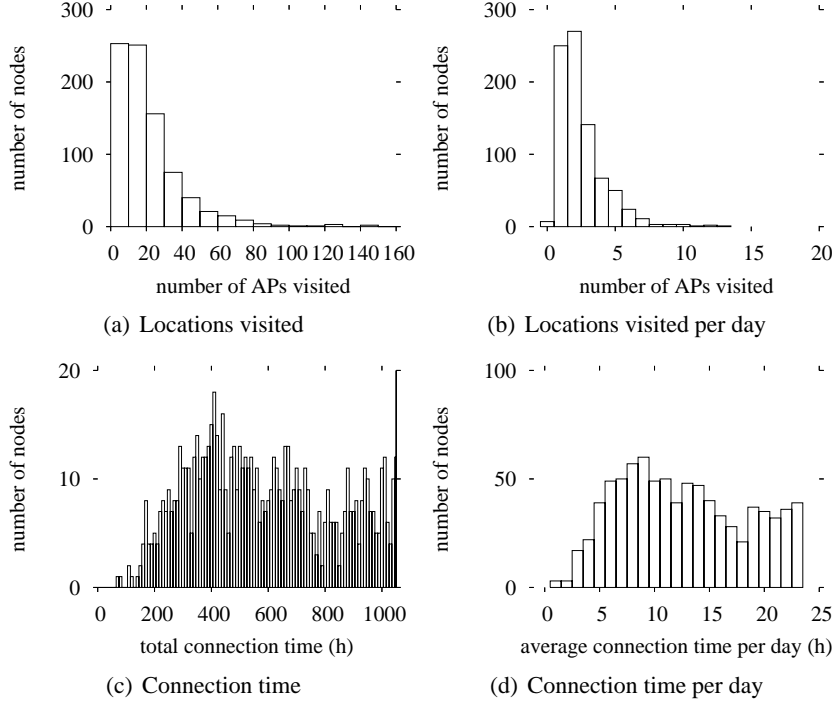 300
200
100
0
number of nodes
0 20 40 60 80 100 120 140 160
number of APs visited
(a) Locations visited
300
200
100
0
number of nodes
0 5 10 15 20
number of APs visited
(b) Locations visited per day
20
10
0
number of nodes
0 200 400 600 800 1000
total connection time (h)
(c) Connection time
100
50
0
number of nodes
0 5 10 15 20 25
average connection time per day (h)
(d) Connection time per day